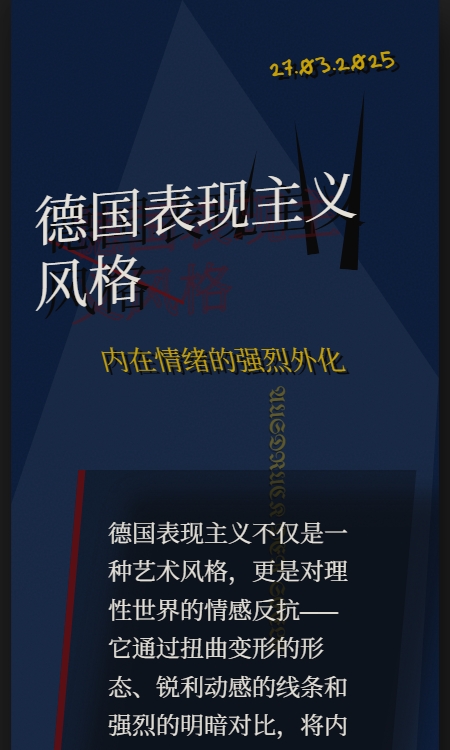 27.03.2025
德国表现主义
风格
内在情绪的强烈外化
德国表现主义不仅是一
种艺术风格，更是对理
性世界的情感反抗——
它通过扭曲变形的形
态、锐利动感的线条和
强烈的明暗对比，将内